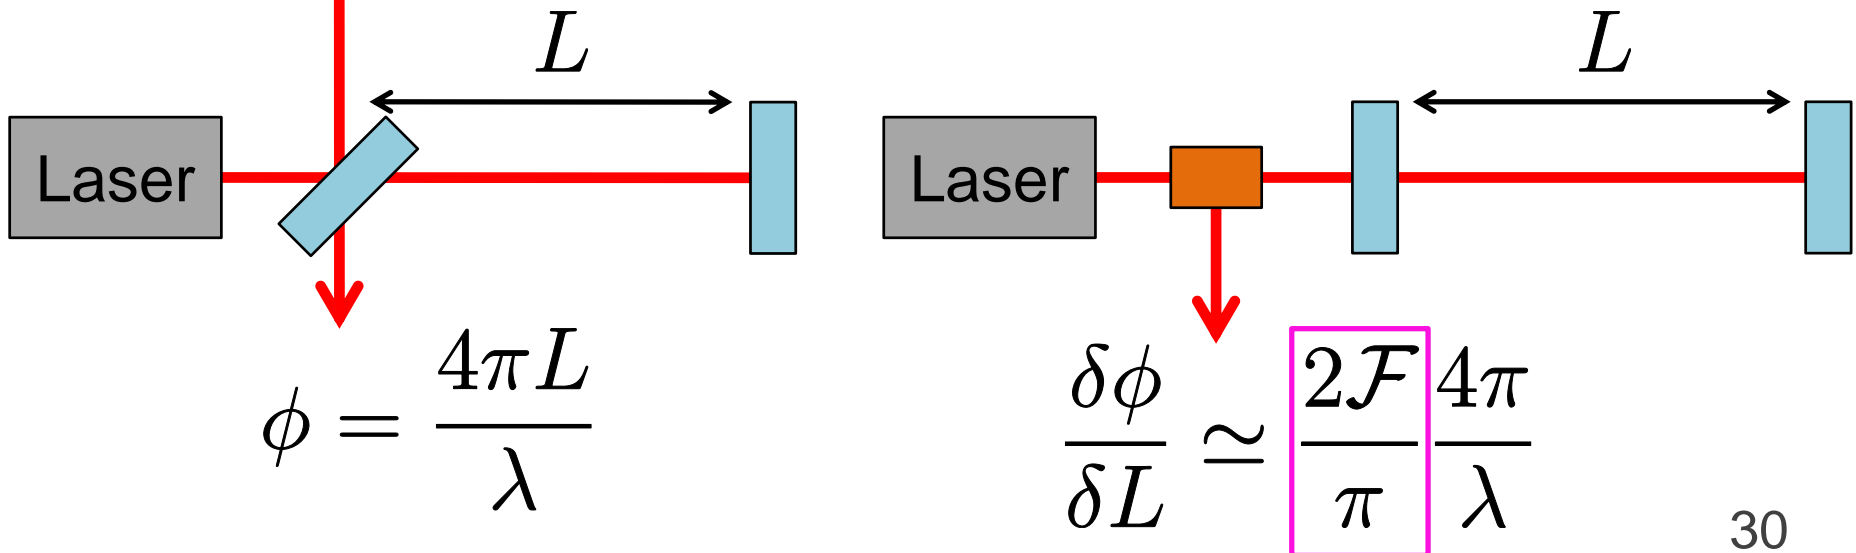 L
Laser
φ = 4πL / λ
L
Laser
δφ / δL ≃ 2ℱ / π 4π / λ
30